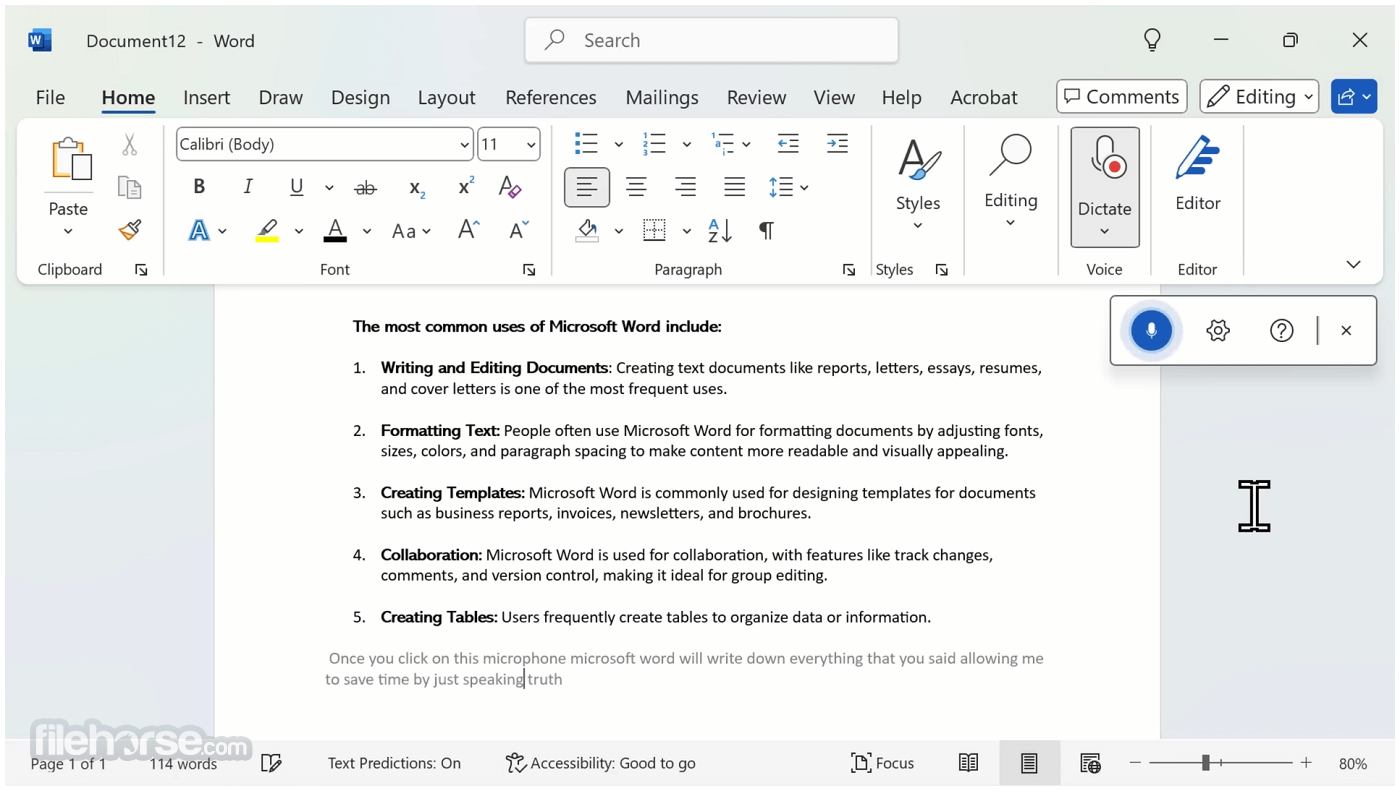 W Document12 - Word
Search
File Home Insert Draw Design Layout References Mailings Review View Help Acrobat Comments Editing
Calibri (Body) 11
Paste
B I U ab x2 x2 A
A A Aa A A
A Z ¶
Styles Editing Dictate Editor
Clipboard Font Paragraph Styles Voice Editor
The most common uses of Microsoft Word include:
1. Writing and Editing Documents: Creating text documents like reports, letters, essays, resumes,
and cover letters is one of the most frequent uses.
2. Formatting Text: People often use Microsoft Word for formatting documents by adjusting fonts,
sizes, colors, and paragraph spacing to make content more readable and visually appealing.
3. Creating Templates: Microsoft Word is commonly used for designing templates for documents
such as business reports, invoices, newsletters, and brochures.
4. Collaboration: Microsoft Word is used for collaboration, with features like track changes,
comments, and version control, making it ideal for group editing.
5. Creating Tables: Users frequently create tables to organize data or information.
Once you click on this microphone microsoft word will write down everything that you said allowing me
to save time by just speaking truth
filehorse.com
Page 1 of 1 114 words Text Predictions: On Accessibility: Good to go Focus 80%